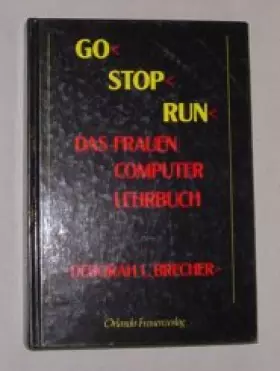 GO<
STOP<
RUN<
DAS FRAUEN
COMPUTER
LEHRBUCH
DEBORAH L. BRECHER
Orlanda Frauenverlag